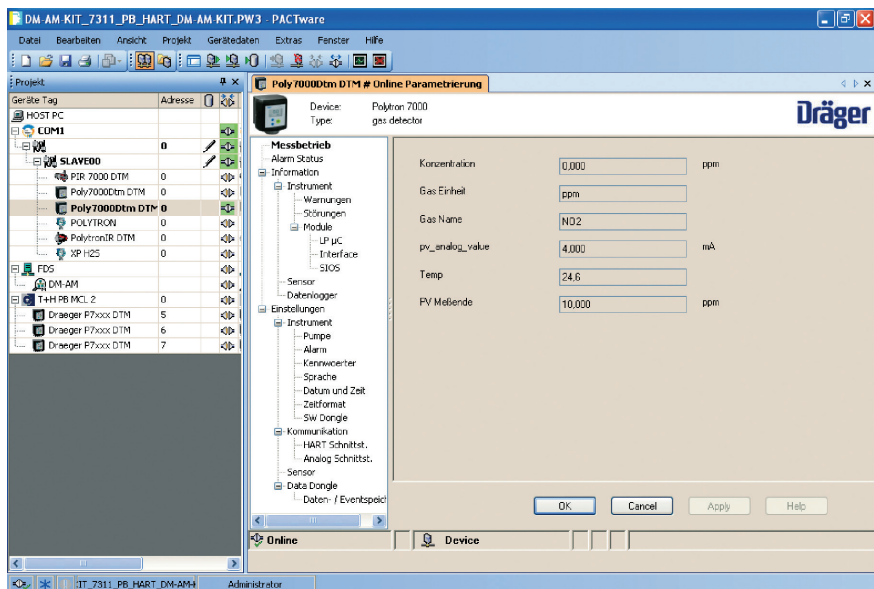 DM-AM-KIT_7311_PB_HART_DM-AM-KIT.PW3 - PACTware
Datei Bearbeiten Ansicht Projekt Gerätedaten Extras Fenster Hilfe
Projekt
Geräte Tag Adresse
HOST PC
COM1
0
SLAVE00
PIR 7000 DTM 0
Poly7000Dtm DTM 0
Poly7000Dtm DTM 0
POLYTRON 0
PolytronIR DTM 0
XP H2S 0
FDS
DM-AM
T+H PB MCL 2 0
Draeger P7xxx DTM 5
Draeger P7xxx DTM 6
Draeger P7xxx DTM 7
Poly7000Dtm DTM # Online Parametrierung
Device: Polytron 7000
Type: gas detector
Dräger
Messbetrieb
Alarm Status
Information
Instrument
Warnungen
Störungen
Module
LP µC
Interface
SIOS
Sensor
Datenlogger
Einstellungen
Instrument
Pumpe
Alarm
Kennwoerter
Sprache
Datum und Zeit
Zeitformat
SW Dongle
Kommunikation
HART Schnittst.
Analog Schnittst.
Sensor
Data Dongle
Daten- / Eventspeich
Konzentration 0,000 ppm
Gas Einheit ppm
Gas Name NO2
pv_analog_value 4,000 mA
Temp 24,6
PV Meßende 10,000 ppm
OK Cancel Apply Help
Online Device
IT_7311_PB_HART_DM-AM-K Administrator